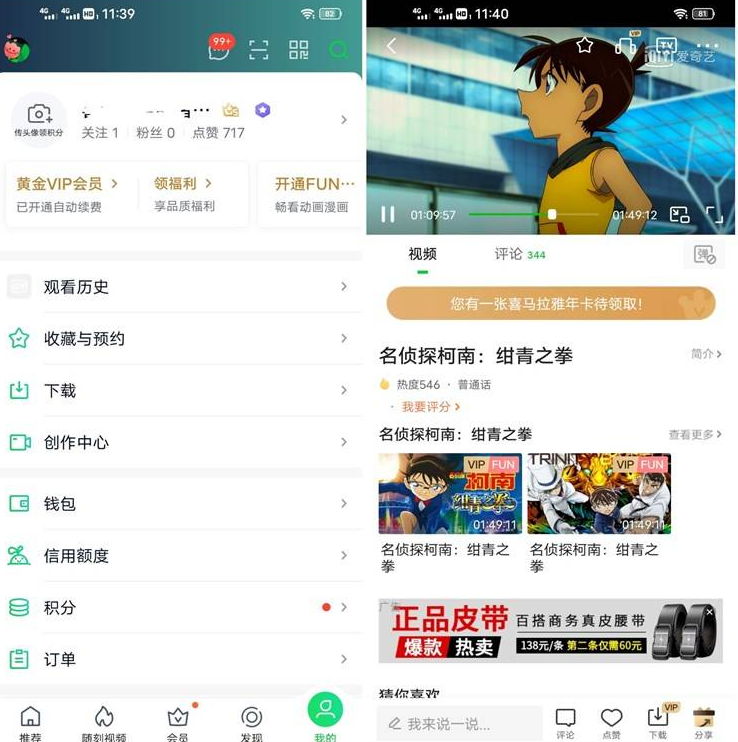 4G 4G HD 11:39
82
99+
传头像领积分
关注 1 粉丝 0 点赞 717
黄金VIP会员
已开通自动续费
领福利
享品质福利
开通FUN···
畅看动画漫画
观看历史
收藏与预约
下载
创作中心
钱包
信用额度
积分
订单
推荐
随刻视频
会员
发现
我的
4G 4G HD 11:40
81
VIP
TV
爱奇艺
01:09:57
01:49:12
视频
评论 344
弹
您有一张喜马拉雅年卡待领取!
名侦探柯南：绀青之拳
简介
热度546 · 普通话
· 我要评分
名侦探柯南：绀青之拳
查看更多
VIP FUN
柯南
绀青之拳
01:49:11
VIP FUN
01:49:11
名侦探柯南：绀青之
拳
名侦探柯南：绀青之
拳
广告
正品皮带
爆款 热卖
百搭商务真皮腰带
138元/条 第二条仅需60元
猜你喜欢
我来说一说...
评论
点赞
VIP
下载
分享